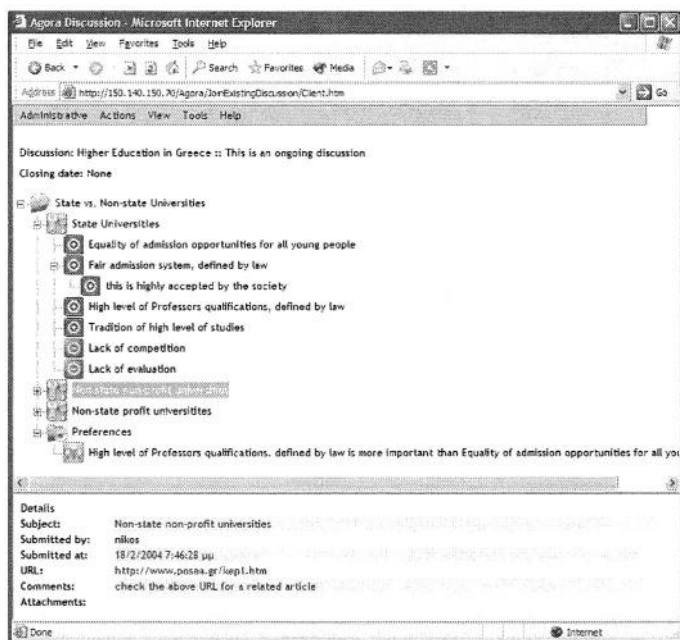 Agora Discussion - Microsoft Internet Explorer
File Edit View Favorites Tools Help
Back Search Favorites Media
Address http://150.140.150.70/Agora/JoinExistingDiscussion/Client.htm Go
Administrative Actions View Tools Help
Discussion: Higher Education in Greece :: This is an ongoing discussion
Closing date: None
State vs. Non-state Universities
State Universities
Equality of admission opportunities for all young people
Fair admission system, defined by law
this is highly accepted by the society
High level of Professors qualifications, defined by law
Tradition of high level of studies
Lack of competition
Lack of evaluation
Non-state non-profit universities
Non-state profit universitites
Preferences
High level of Professors qualifications, defined by law is more important than Equality of admission opportunities for all you
Details
Subject: Non-state non-profit universities
Submitted by: nikos
Submitted at: 18/2/2004 7:46:28 μμ
URL: http://www.posaa.gr/kep1.htm
Comments: check the above URL for a related article
Attachments:
Done Internet